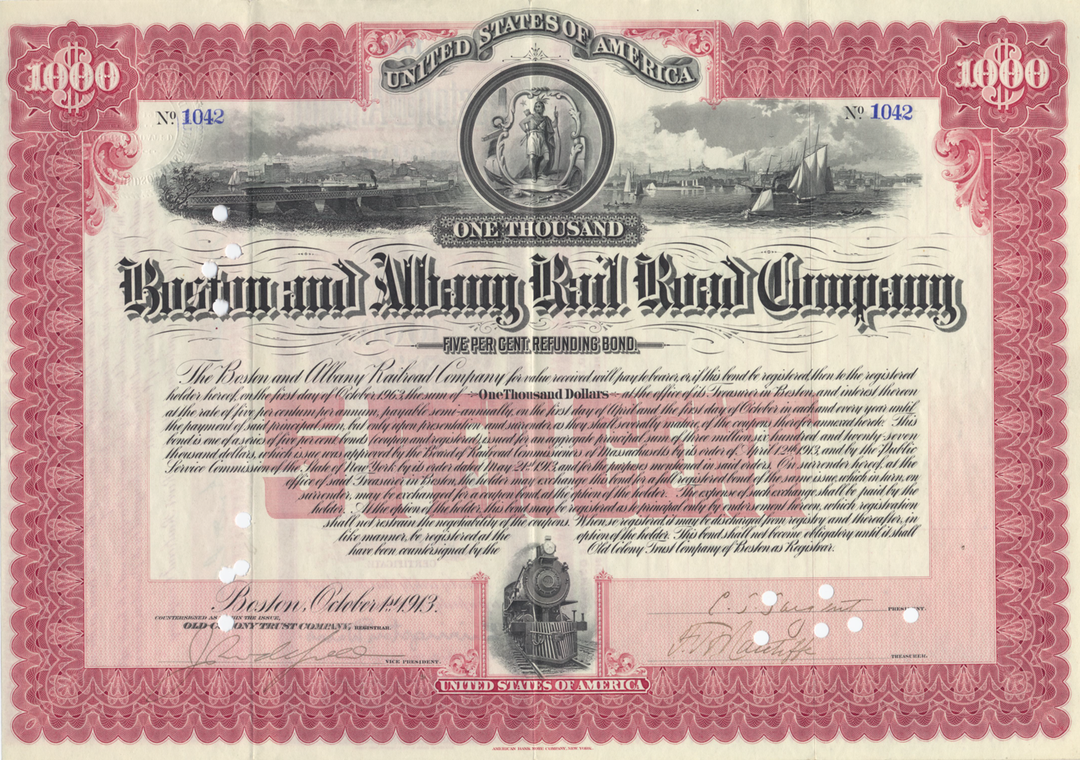 UNITED STATES OF AMERICA
1000 1000
Nº 1042 Nº 1042
ONE THOUSAND
Boston and Albany Rail Road Company
FIVE PER CENT. REFUNDING BOND.
The Boston and Albany Railroad Company for value received will pay to bearer, or, if this bond be registered, then to the registered
holder hereof, on the first day of October 1963, the sum of One Thousand Dollars at the office of its Treasurer in Boston, and interest thereon
at the rate of five per centum per annum, payable semi-annually, on the first day of April and the first day of October in each and every year until
the payment of said principal sum, but only upon presentation and surrender as they shall severally mature, of the coupons therefor annexed hereto. This
bond is one of a series of five per cent. bonds (coupon and registered) issued for an aggregate principal sum of three million six hundred and twenty seven
thousand dollars, which issue was approved by the Board of Railroad Commissioners of Massachusetts by its order of April 12th 1913, and by the Public
Service Commission of the State of New York by its order dated May 21st 1913, and for the purposes mentioned in said orders. On surrender hereof, at the
office of said Treasurer in Boston, the holder may exchange this bond for a full registered bond of the same issue, which in turn, on
surrender, may be exchanged for a coupon bond, at the option of the holder. The expense of each exchange shall be paid by the
holder. At the option of the holder, this bond may be registered as to principal only by endorsement hereon, which registration
shall not restrain the negotiability of the coupons. When so registered it may be discharged from registry and thereafter, in
like manner, be registered at the option of the holder. This bond shall not become obligatory until it shall
have been countersigned by the Old Colony Trust Company of Boston as Registrar.
5 PER CENT
Boston, October 1st 1913.
COUNTERSIGNED AS WITHIN THE ISSUE,
OLD COLONY TRUST COMPANY, REGISTRAR.
VICE PRESIDENT.
C. S. Sargent PRESIDENT.
TREASURER.
UNITED STATES OF AMERICA
AMERICAN BANK NOTE COMPANY, NEW YORK.